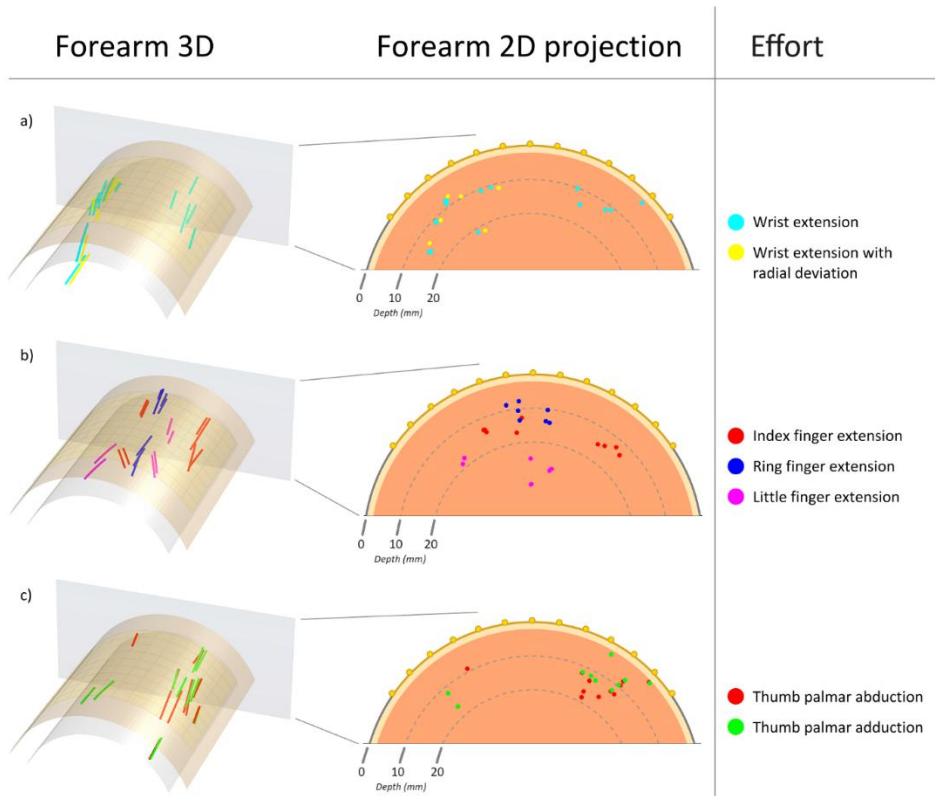 Forearm 3D
Forearm 2D projection
Effort
a)
0
10
20
Depth (mm)
Wrist extension
Wrist extension with
radial deviation
b)
0
10
20
Depth (mm)
Index finger extension
Ring finger extension
Little finger extension
c)
0
10
20
Depth (mm)
Thumb palmar abduction
Thumb palmar adduction